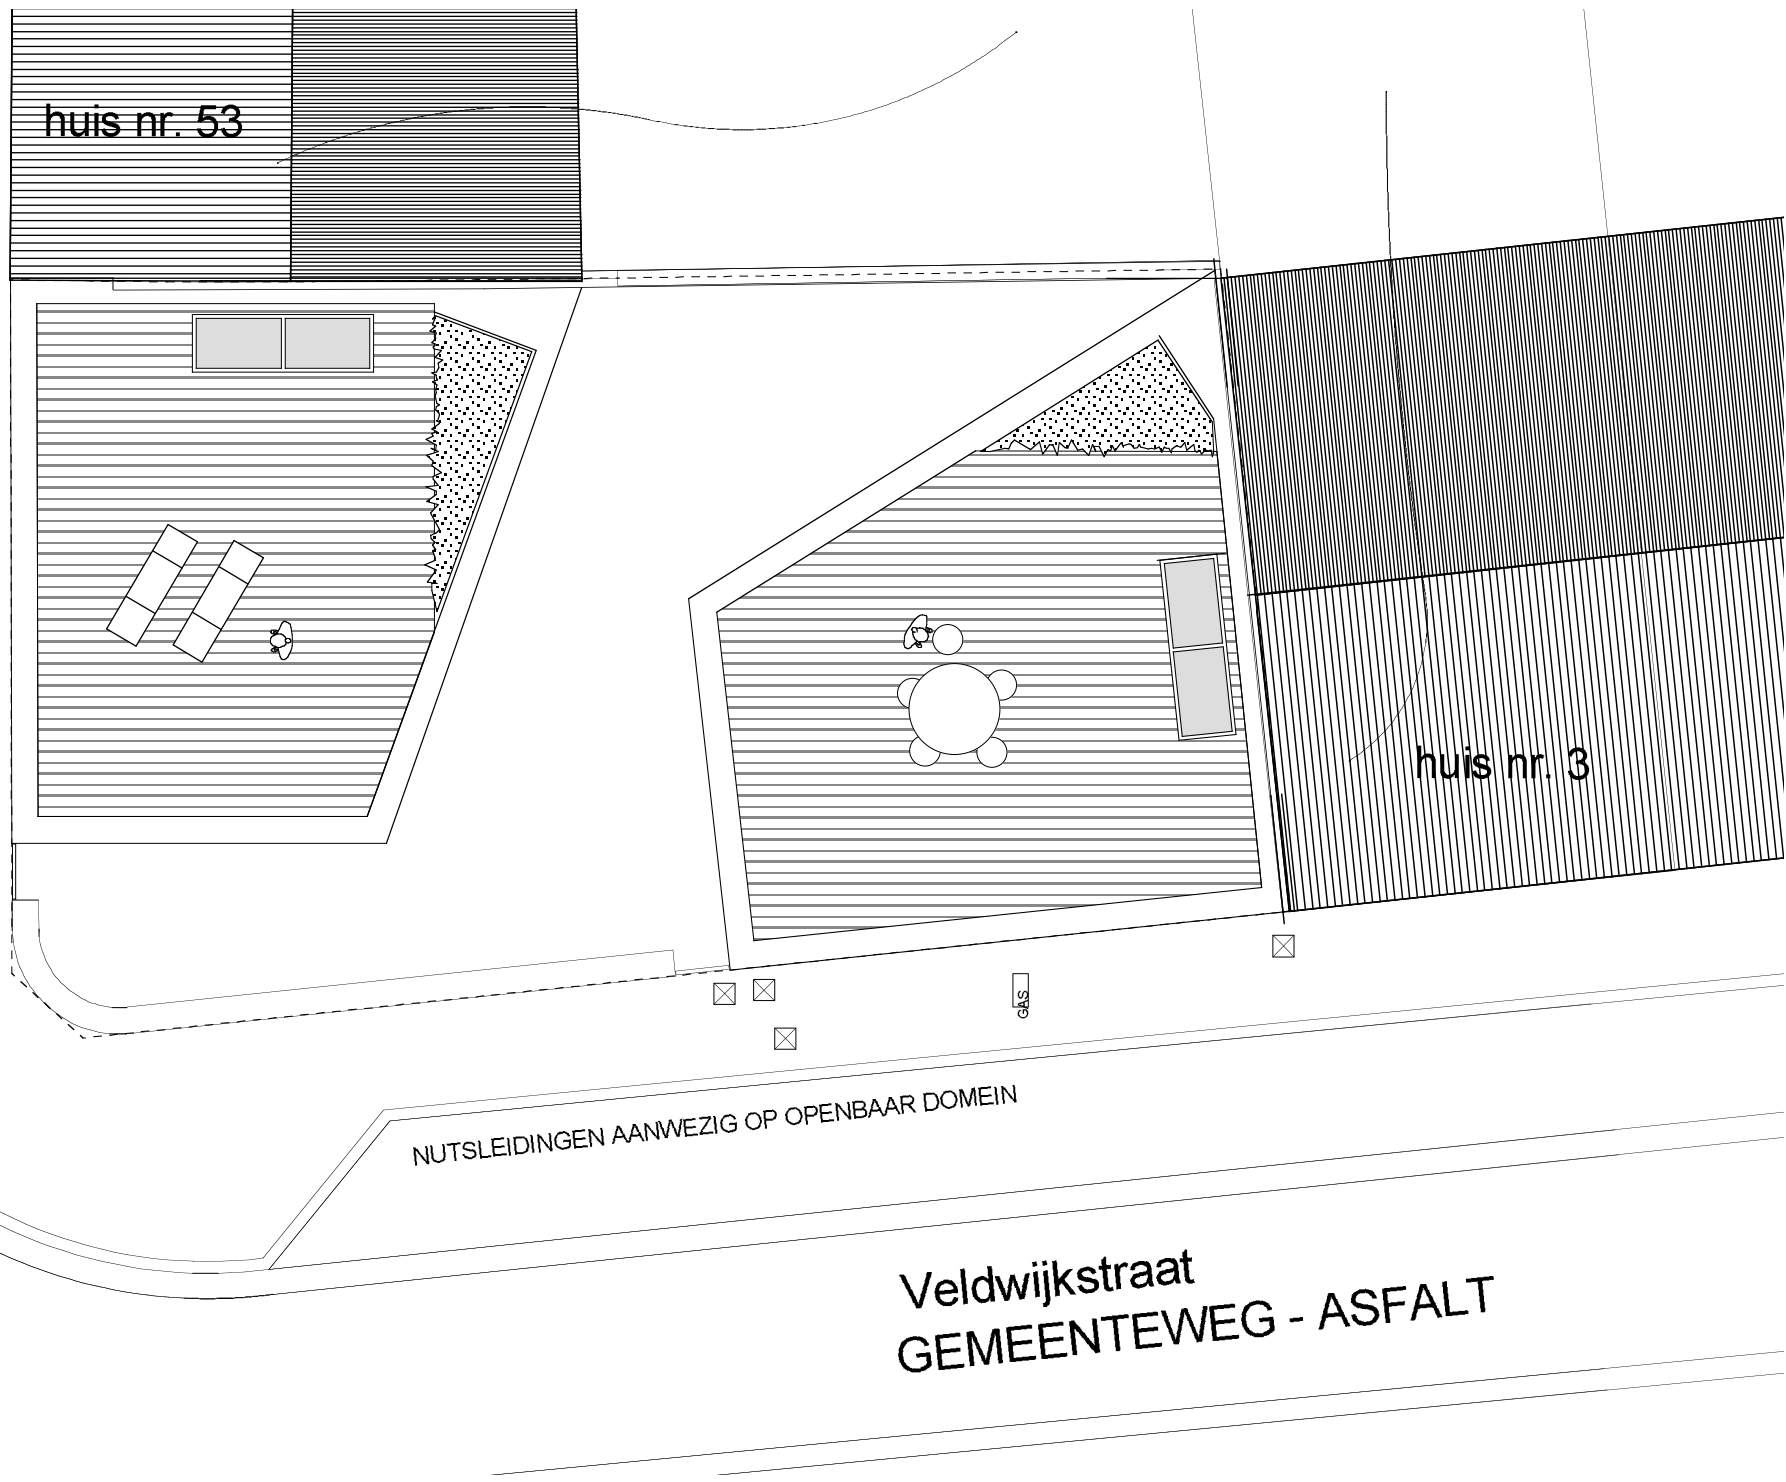 huis nr. 53
huis nr. 3
GAS
NUTSLEIDINGEN AANWEZIG OP OPENBAAR DOMEIN
Veldwijkstraat
GEMEENTEWEG - ASFALT